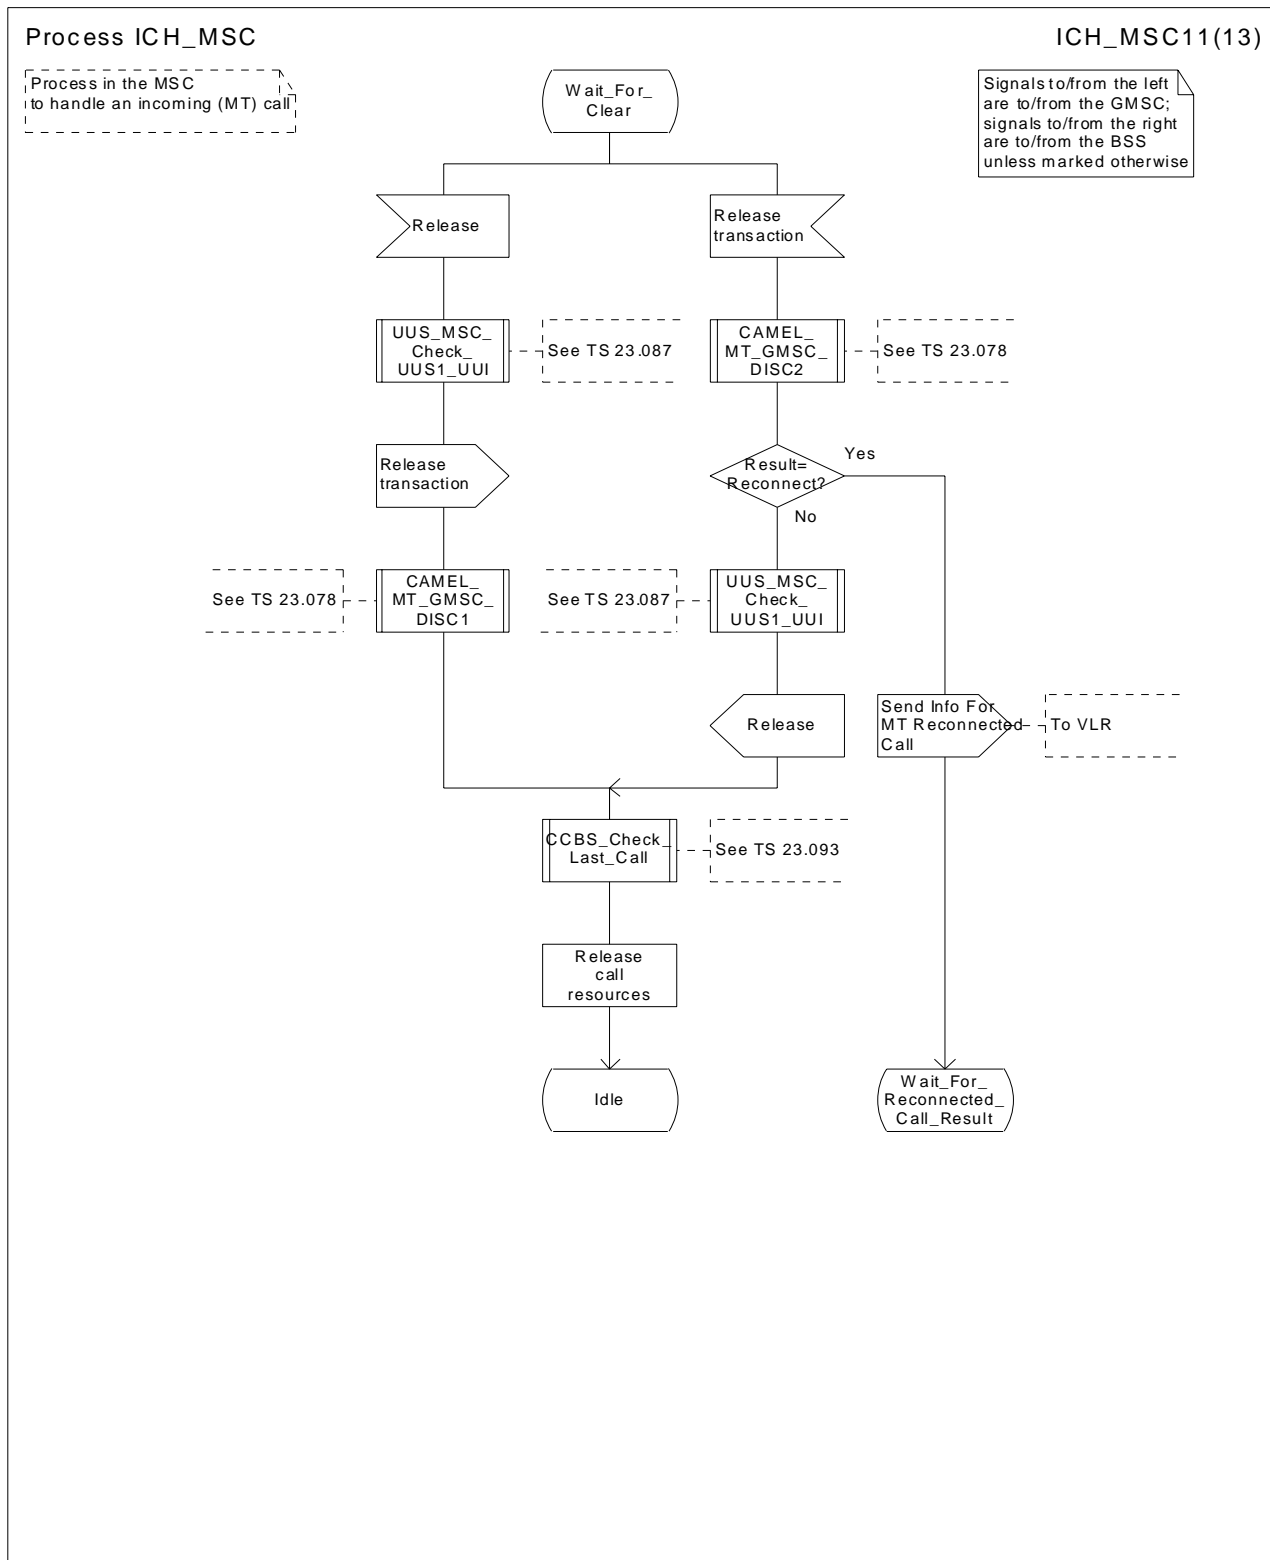 Process ICH_MSC
ICH_MSC11(13)
Process in the MSC
to handle an incoming (MT) call
Signals to/from the left
are to/from the GMSC;
signals to/from the right
are to/from the BSS
unless marked otherwise
Wait_For_
Clear
Release
Release
transaction
UUS_MSC_
Check_
UUS1_UUI
See TS 23.087
CAMEL_
MT_GMSC_
DISC2
See TS 23.078
Release
transaction
Result=
Reconnect?
Yes
No
See TS 23.078
CAMEL_
MT_GMSC_
DISC1
See TS 23.087
UUS_MSC_
Check_
UUS1_UUI
Release
Send Info For
MT Reconnected
Call
To VLR
CCBS_Check_
Last_Call
See TS 23.093
Release
call
resources
Idle
Wait_For_
Reconnected_
Call_Result